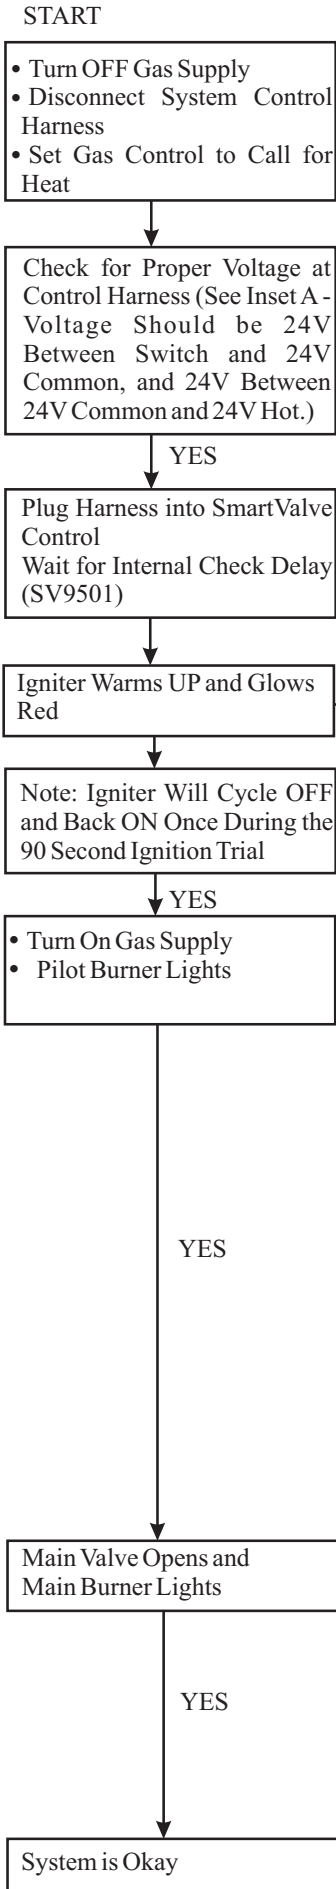 START
• Turn OFF Gas Supply
• Disconnect System Control
Harness
• Set Gas Control to Call for
Heat
Check for Proper Voltage at
Control Harness (See Inset A -
Voltage Should be 24V
Between Switch and 24V
Common, and 24V Between
24V Common and 24V Hot.)
YES
Plug Harness into SmartValve
Control
Wait for Internal Check Delay
(SV9501)
Igniter Warms UP and Glows
Red
Note: Igniter Will Cycle OFF
and Back ON Once During the
90 Second Ignition Trial
YES
• Turn On Gas Supply
• Pilot Burner Lights
YES
Main Valve Opens and
Main Burner Lights
YES
System is Okay